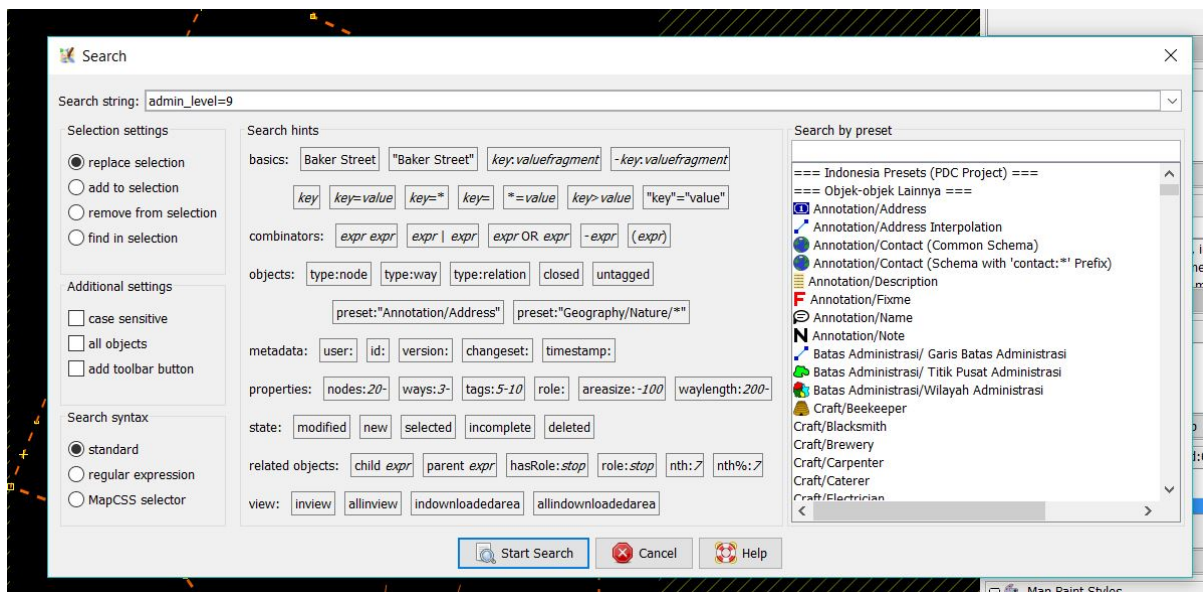 Search
Search string: admin_level=9
Selection settings
replace selection
add to selection
remove from selection
find in selection
Additional settings
case sensitive
all objects
add toolbar button
Search syntax
standard
regular expression
MapCSS selector
Search hints
basics: Baker Street "Baker Street" key:valuefragment -key:valuefragment
key key=value key=* key= *=value key>value "key"="value"
combinators: expr expr expr | expr expr OR expr -expr (expr)
objects: type:node type:way type:relation closed untagged
preset:"Annotation/Address" preset:"Geography/Nature/*"
metadata: user: id: version: changeset: timestamp:
properties: nodes:20- ways:3- tags:5-10 role: areasize:-100 waylength:200-
state: modified new selected incomplete deleted
related objects: child expr parent expr hasRole:stop role:stop nth:7 nth%:7
view: inview allinview indownloadedarea allindownloadedarea
Search by preset
=== Indonesia Presets (PDC Project) ===
=== Objek-objek Lainnya ===
Annotation/Address
Annotation/Address Interpolation
Annotation/Contact (Common Schema)
Annotation/Contact (Schema with 'contact:*' Prefix)
Annotation/Description
Annotation/Fixme
Annotation/Name
Annotation/Note
Batas Administrasi/ Garis Batas Administrasi
Batas Administrasi/ Titik Pusat Administrasi
Batas Administrasi/Wilayah Administrasi
Craft/Beekeeper
Craft/Blacksmith
Craft/Brewery
Craft/Carpenter
Craft/Caterer
Craft/Electrician
Start Search Cancel Help
Map Paint Styles